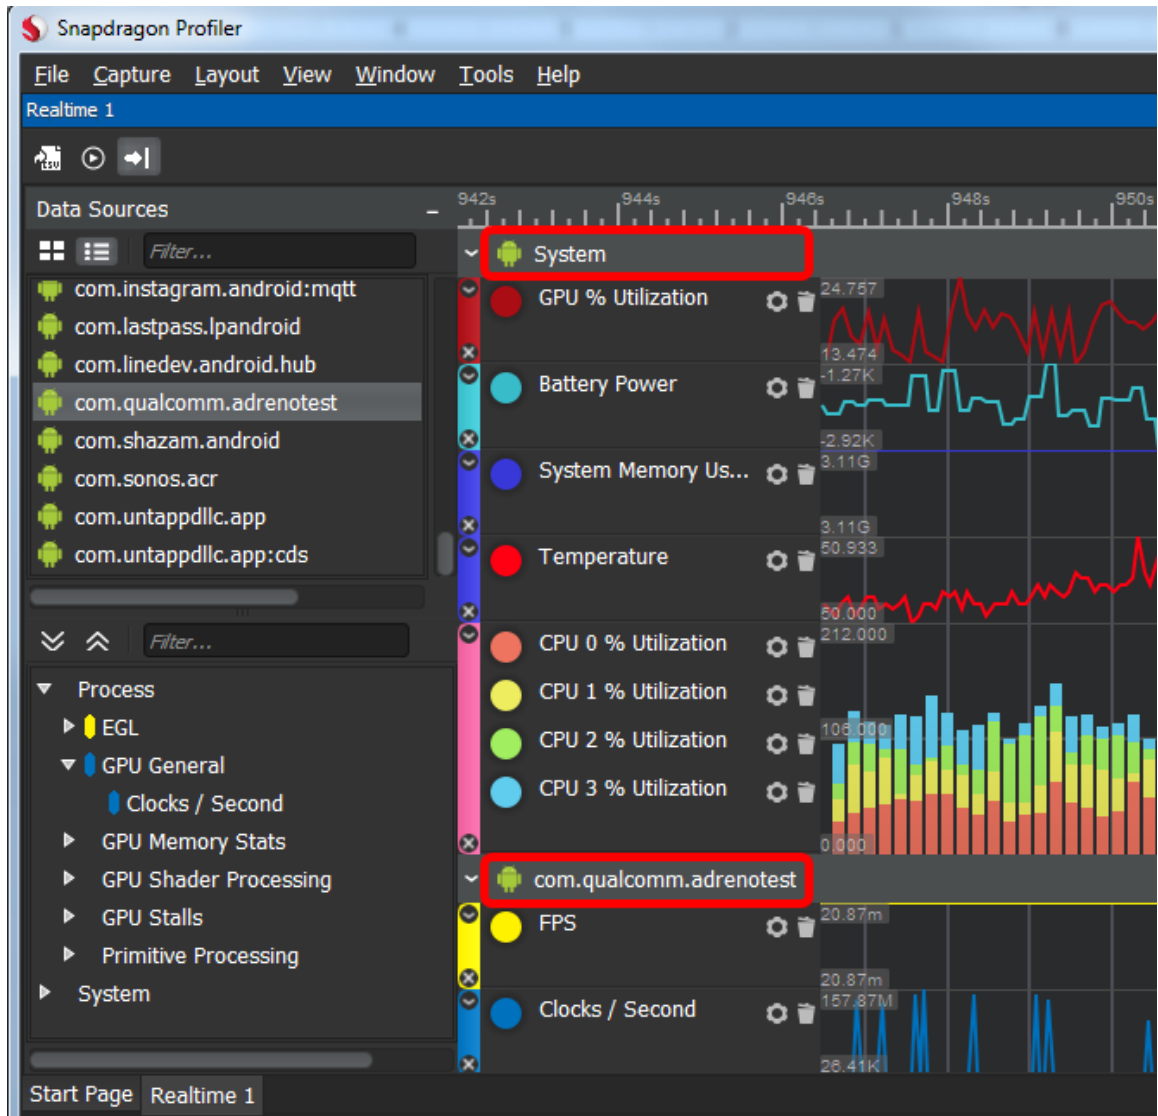 Snapdragon Profiler
File Capture Layout View Window Tools Help
Realtime 1
tsv
Data Sources
Filter...
com.instagram.android:mqtt
com.lastpass.lpandroid
com.linedev.android.hub
com.qualcomm.adrenotest
com.shazam.android
com.sonos.acr
com.untappdllc.app
com.untappdllc.app:cds
Filter...
Process
EGL
GPU General
Clocks / Second
GPU Memory Stats
GPU Shader Processing
GPU Stalls
Primitive Processing
System
942s 944s 946s 948s 950s
System
GPU % Utilization
24.757
13.474
Battery Power
-1.27K
-2.92K
System Memory Us...
3.11G
3.11G
Temperature
50.933
50.000
CPU 0 % Utilization
212.000
CPU 1 % Utilization
106.000
CPU 2 % Utilization
CPU 3 % Utilization
0.000
com.qualcomm.adrenotest
FPS
20.87m
20.87m
Clocks / Second
157.87M
26.41K
Start Page Realtime 1